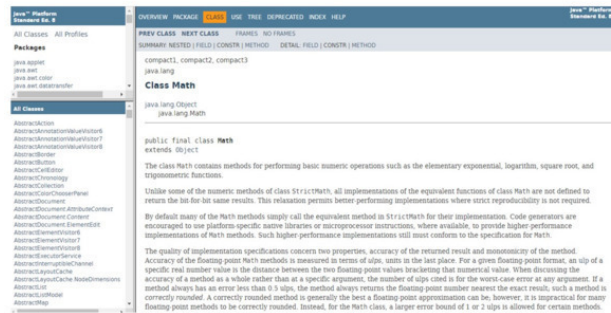 Java™ Platform
Standard Ed. 8
All Classes All Profiles
Packages
java.applet
java.awt
java.awt.color
java.awt.datatransfer
All Classes
AbstractAction
AbstractAnnotationValueVisitor6
AbstractAnnotationValueVisitor7
AbstractAnnotationValueVisitor8
AbstractBorder
AbstractButton
AbstractCellEditor
AbstractChronology
AbstractCollection
AbstractColorChooserPanel
AbstractDocument
AbstractDocument.AttributeContext
AbstractDocument.Content
AbstractDocument.ElementEdit
AbstractElementVisitor6
AbstractElementVisitor7
AbstractElementVisitor8
AbstractExecutorService
AbstractInterruptibleChannel
AbstractLayoutCache
AbstractLayoutCache.NodeDimensions
AbstractList
AbstractListModel
AbstractMap
OVERVIEW PACKAGE CLASS USE TREE DEPRECATED INDEX HELP
Java™ Platform
Standard Ed. 8
PREV CLASS NEXT CLASS FRAMES NO FRAMES
SUMMARY: NESTED | FIELD | CONSTR | METHOD DETAIL: FIELD | CONSTR | METHOD
compact1, compact2, compact3
java.lang
Class Math
java.lang.Object
java.lang.Math
public final class Math
extends Object
The class Math contains methods for performing basic numeric operations such as the elementary exponential, logarithm, square root, and
trigonometric functions.
Unlike some of the numeric methods of class StrictMath, all implementations of the equivalent functions of class Math are not defined to
return the bit-for-bit same results. This relaxation permits better-performing implementations where strict reproducibility is not required.
By default many of the Math methods simply call the equivalent method in StrictMath for their implementation. Code generators are
encouraged to use platform-specific native libraries or microprocessor instructions, where available, to provide higher-performance
implementations of Math methods. Such higher-performance implementations still must conform to the specification for Math.
The quality of implementation specifications concern two properties, accuracy of the returned result and monotonicity of the method.
Accuracy of the floating-point Math methods is measured in terms of ulps, units in the last place. For a given floating-point format, an ulp of a
specific real number value is the distance between the two floating-point values bracketing that numerical value. When discussing the
accuracy of a method as a whole rather than at a specific argument, the number of ulps cited is for the worst-case error at any argument. If a
method always has an error less than 0.5 ulps, the method always returns the floating-point number nearest the exact result; such a method is
correctly rounded. A correctly rounded method is generally the best a floating-point approximation can be; however, it is impractical for many
floating-point methods to be correctly rounded. Instead, for the Math class, a larger error bound of 1 or 2 ulps is allowed for certain methods.